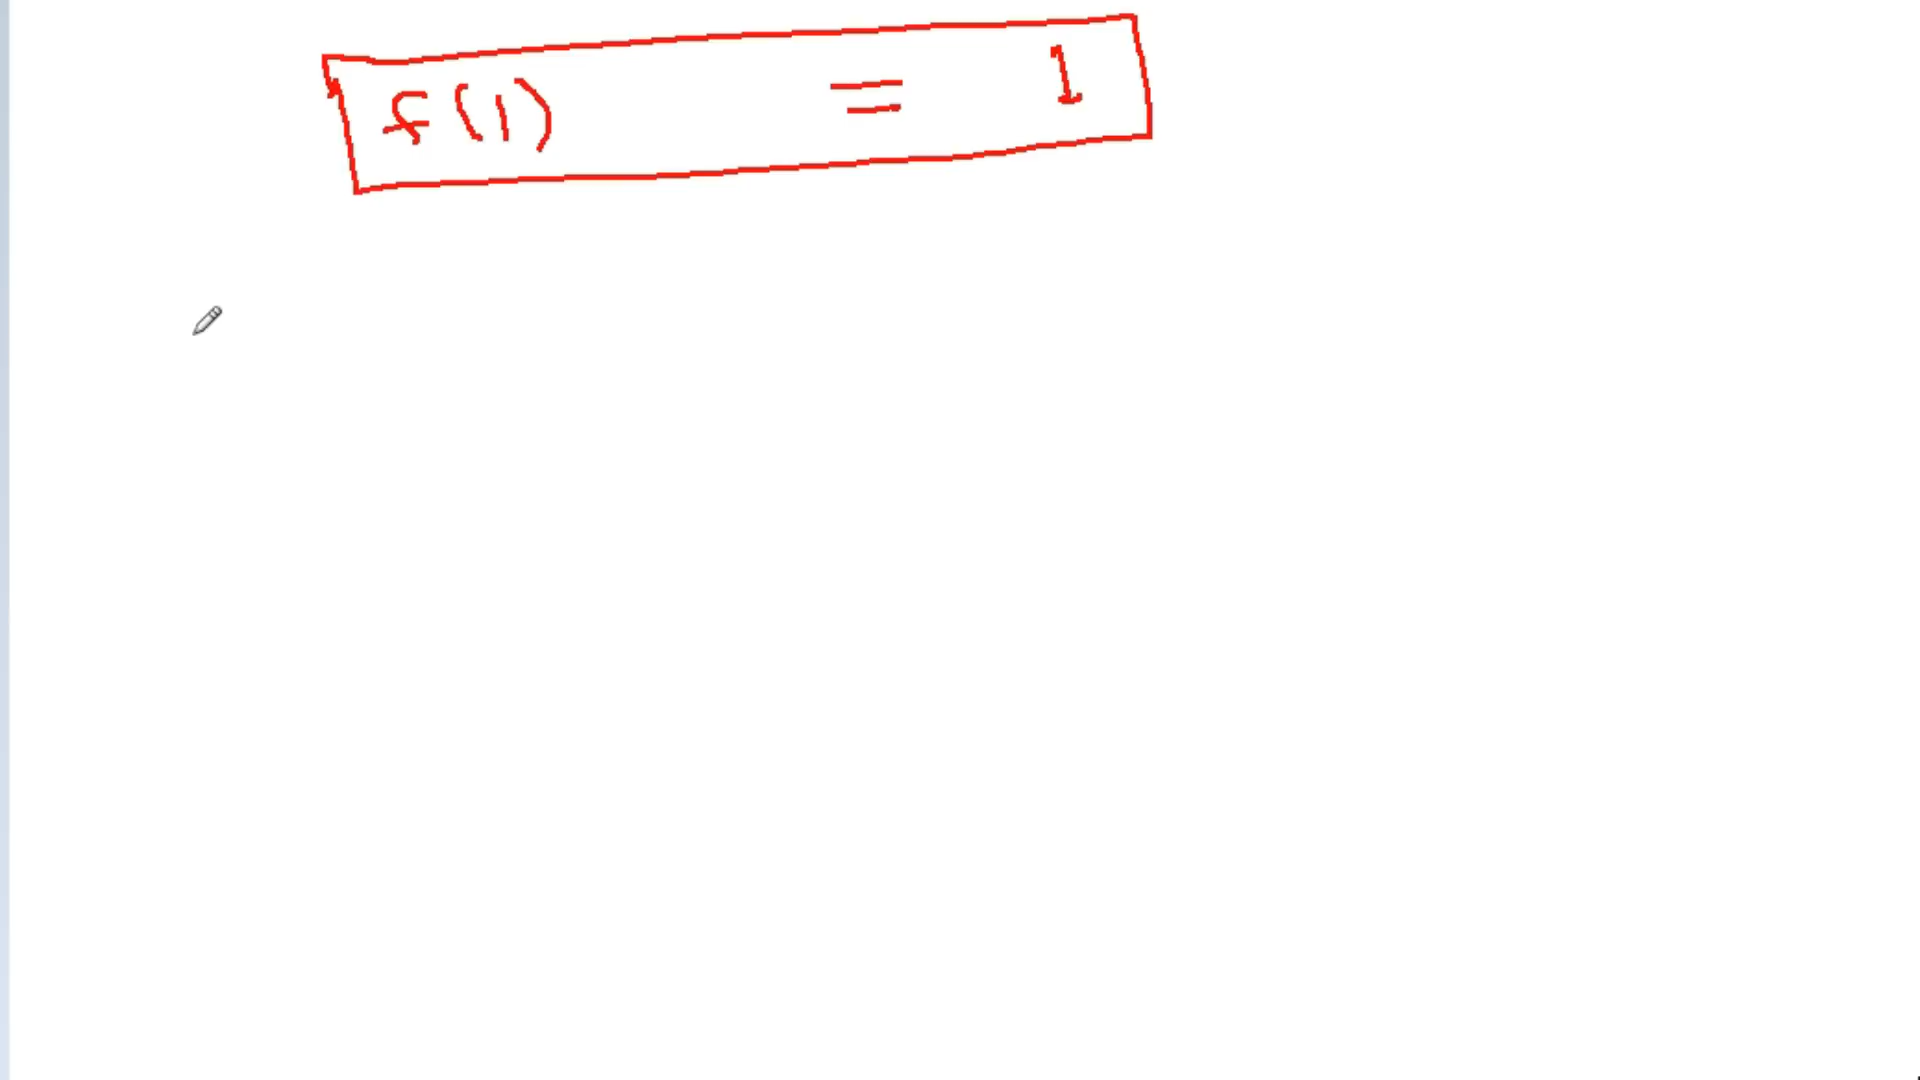 f(1) = 1